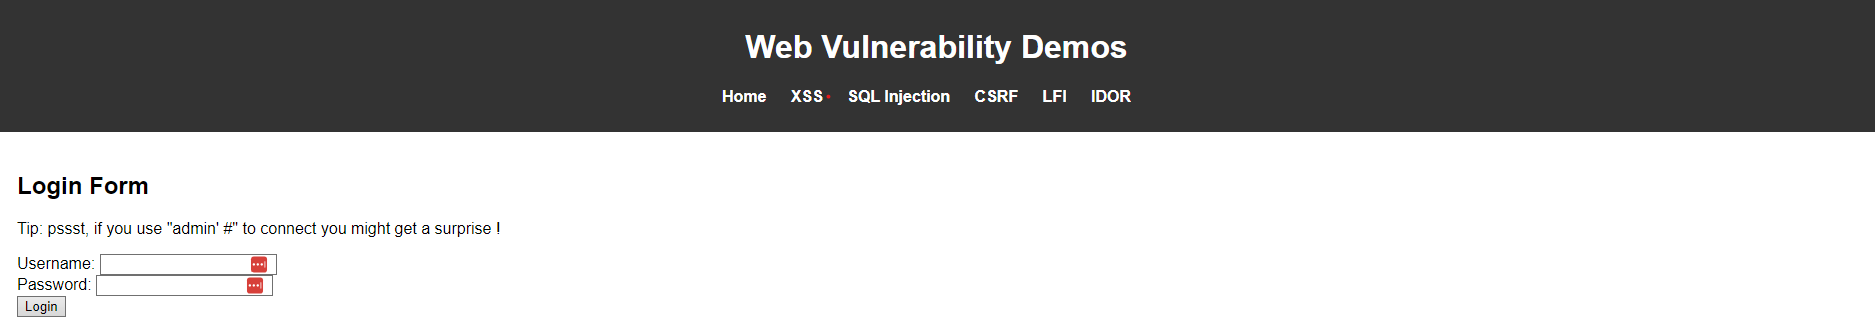 Web Vulnerability Demos
Home XSS SQL Injection CSRF LFI IDOR
Login Form
Tip: pssst, if you use "admin' #" to connect you might get a surprise !
Username:
Password:
Login